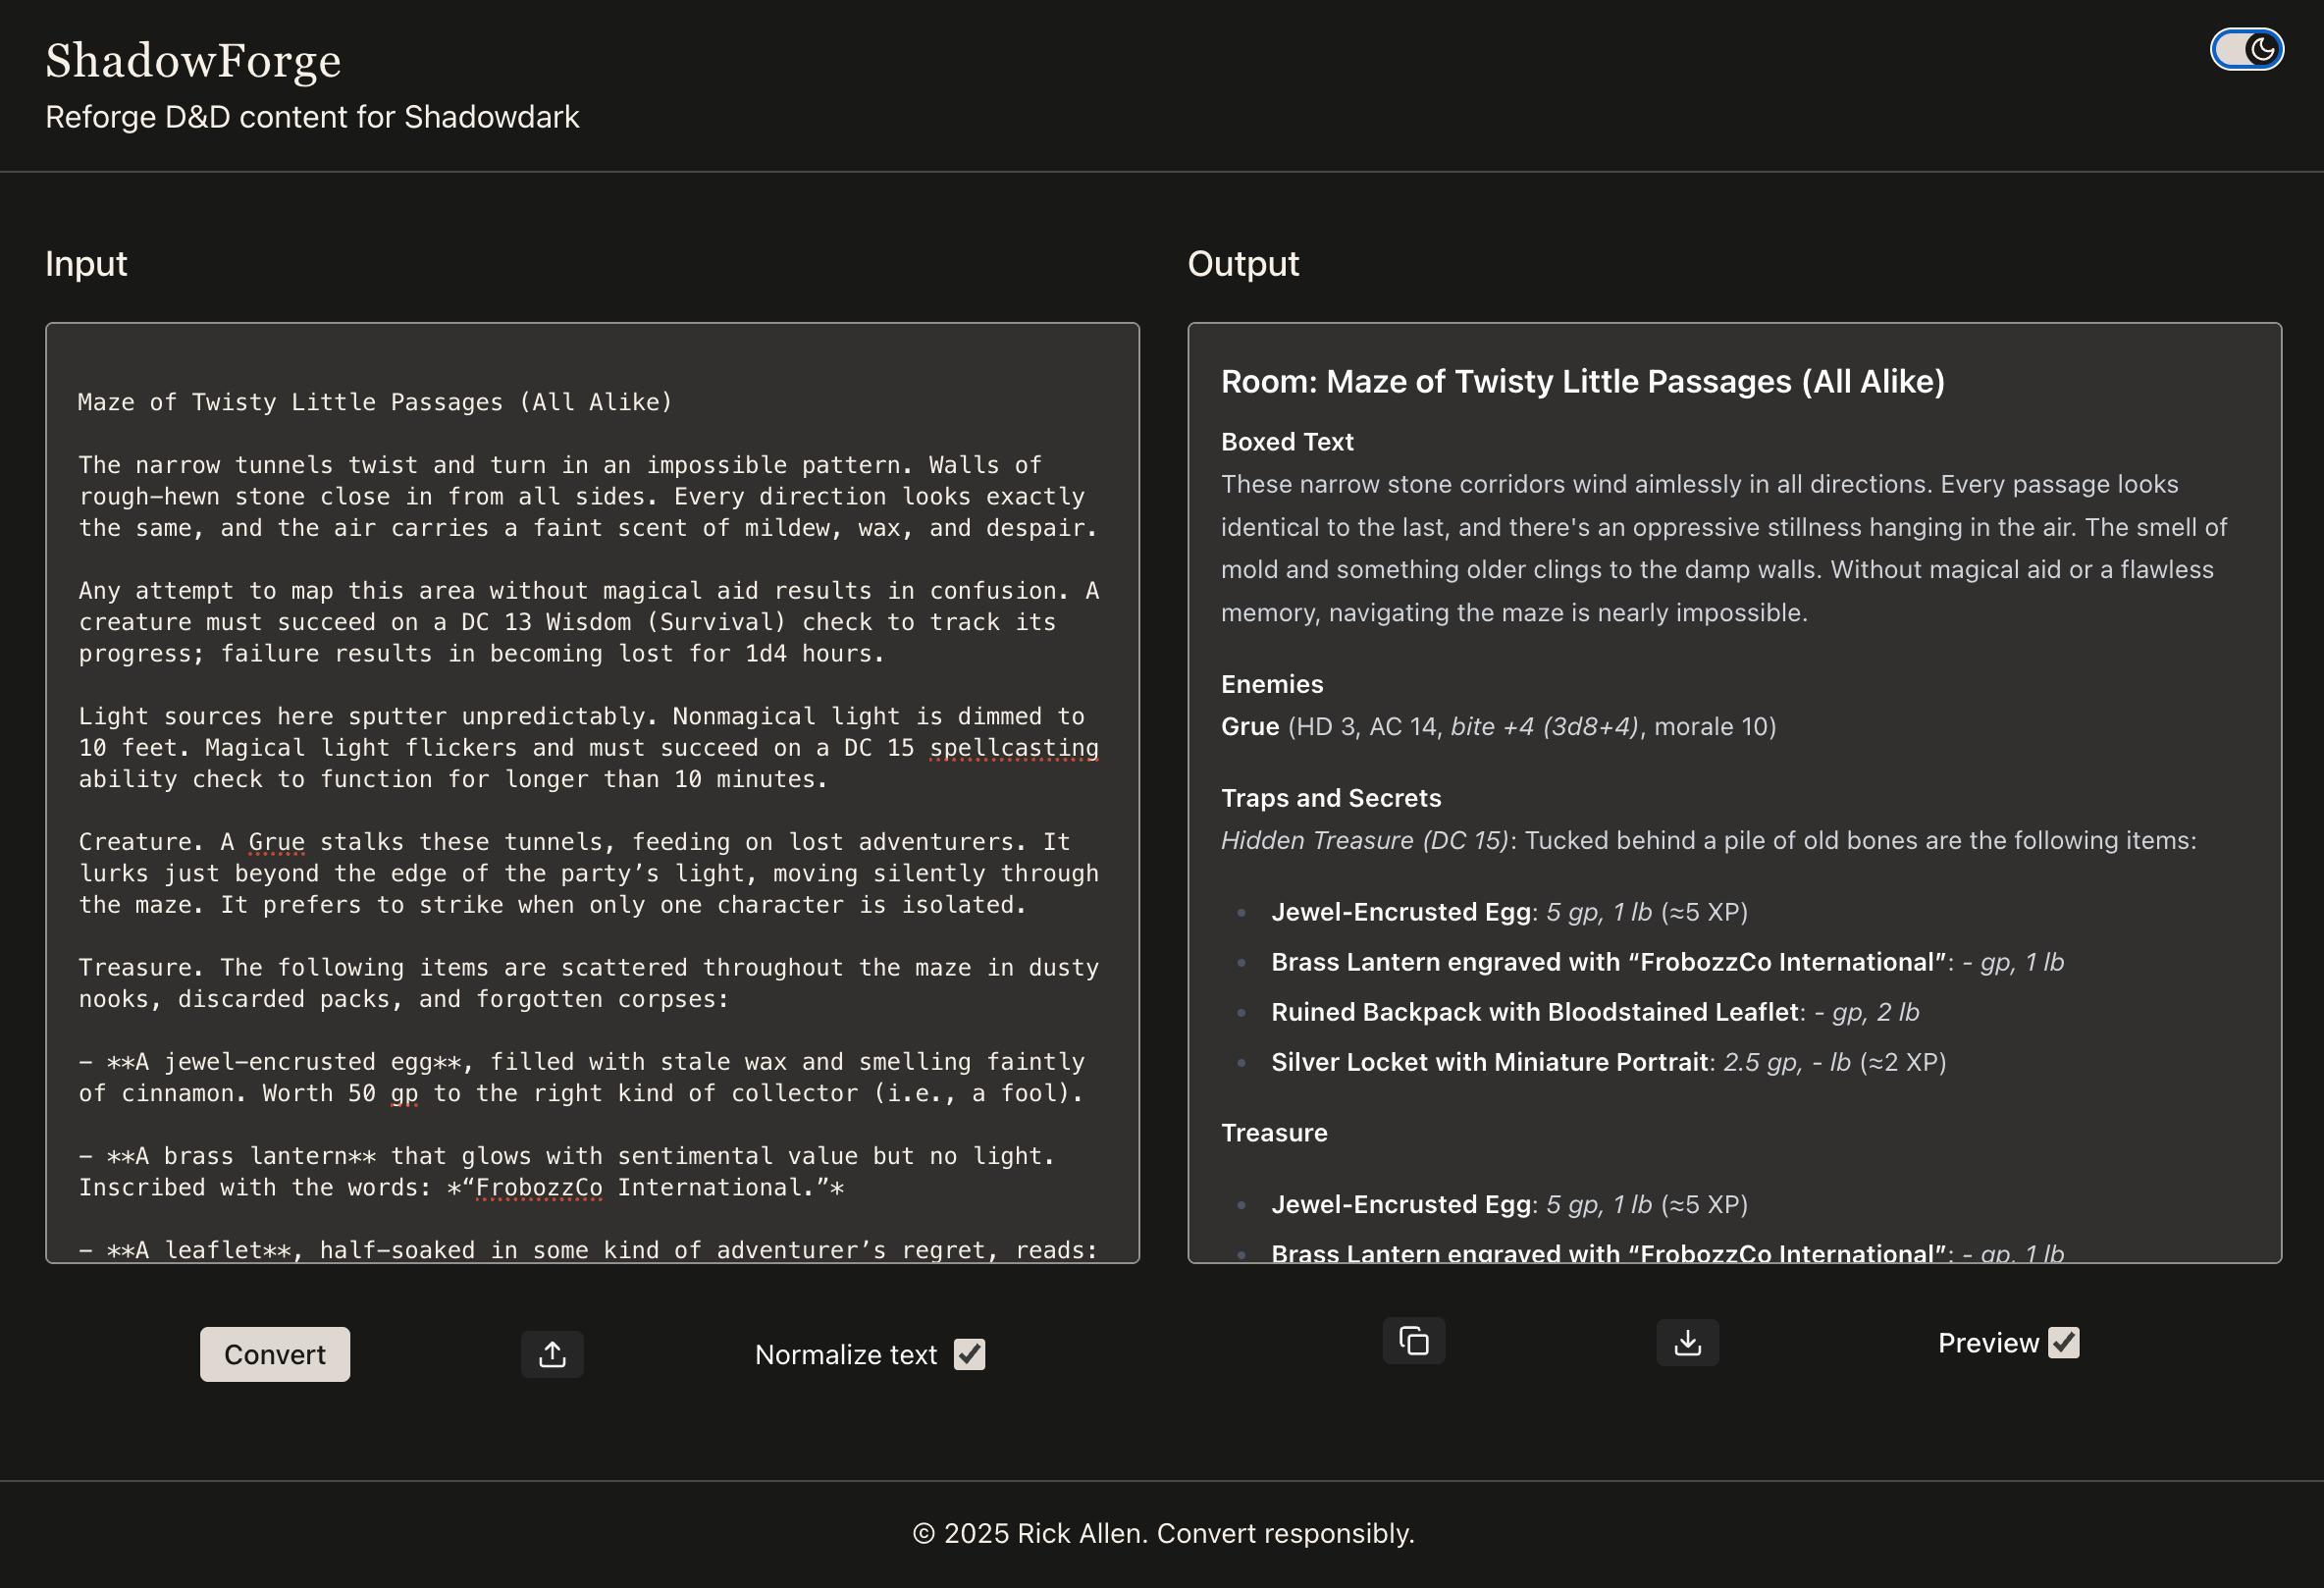 ShadowForge
Reforge D&D content for Shadowdark
Input
Maze of Twisty Little Passages (All Alike)
The narrow tunnels twist and turn in an impossible pattern. Walls of
rough-hewn stone close in from all sides. Every direction looks exactly
the same, and the air carries a faint scent of mildew, wax, and despair.
Any attempt to map this area without magical aid results in confusion. A
creature must succeed on a DC 13 Wisdom (Survival) check to track its
progress; failure results in becoming lost for 1d4 hours.
Light sources here sputter unpredictably. Nonmagical light is dimmed to
10 feet. Magical light flickers and must succeed on a DC 15 spellcasting
ability check to function for longer than 10 minutes.
Creature. A Grue stalks these tunnels, feeding on lost adventurers. It
lurks just beyond the edge of the party’s light, moving silently through
the maze. It prefers to strike when only one character is isolated.
Treasure. The following items are scattered throughout the maze in dusty
nooks, discarded packs, and forgotten corpses:
- **A jewel-encrusted egg**, filled with stale wax and smelling faintly
of cinnamon. Worth 50 gp to the right kind of collector (i.e., a fool).
- **A brass lantern** that glows with sentimental value but no light.
Inscribed with the words: *“FrobozzCo International.”*
- **A leaflet**, half-soaked in some kind of adventurer’s regret, reads:
Convert
Normalize text
Output
Room: Maze of Twisty Little Passages (All Alike)
Boxed Text
These narrow stone corridors wind aimlessly in all directions. Every passage looks
identical to the last, and there's an oppressive stillness hanging in the air. The smell of
mold and something older clings to the damp walls. Without magical aid or a flawless
memory, navigating the maze is nearly impossible.
Enemies
Grue (HD 3, AC 14, bite +4 (3d8+4), morale 10)
Traps and Secrets
Hidden Treasure (DC 15): Tucked behind a pile of old bones are the following items:
• Jewel-Encrusted Egg: 5 gp, 1 lb (≈5 XP)
• Brass Lantern engraved with “FrobozzCo International”: - gp, 1 lb
• Ruined Backpack with Bloodstained Leaflet: - gp, 2 lb
• Silver Locket with Miniature Portrait: 2.5 gp, - lb (≈2 XP)
Treasure
• Jewel-Encrusted Egg: 5 gp, 1 lb (≈5 XP)
• Brass Lantern engraved with “FrobozzCo International”: - gp, 1 lb
Preview
© 2025 Rick Allen. Convert responsibly.